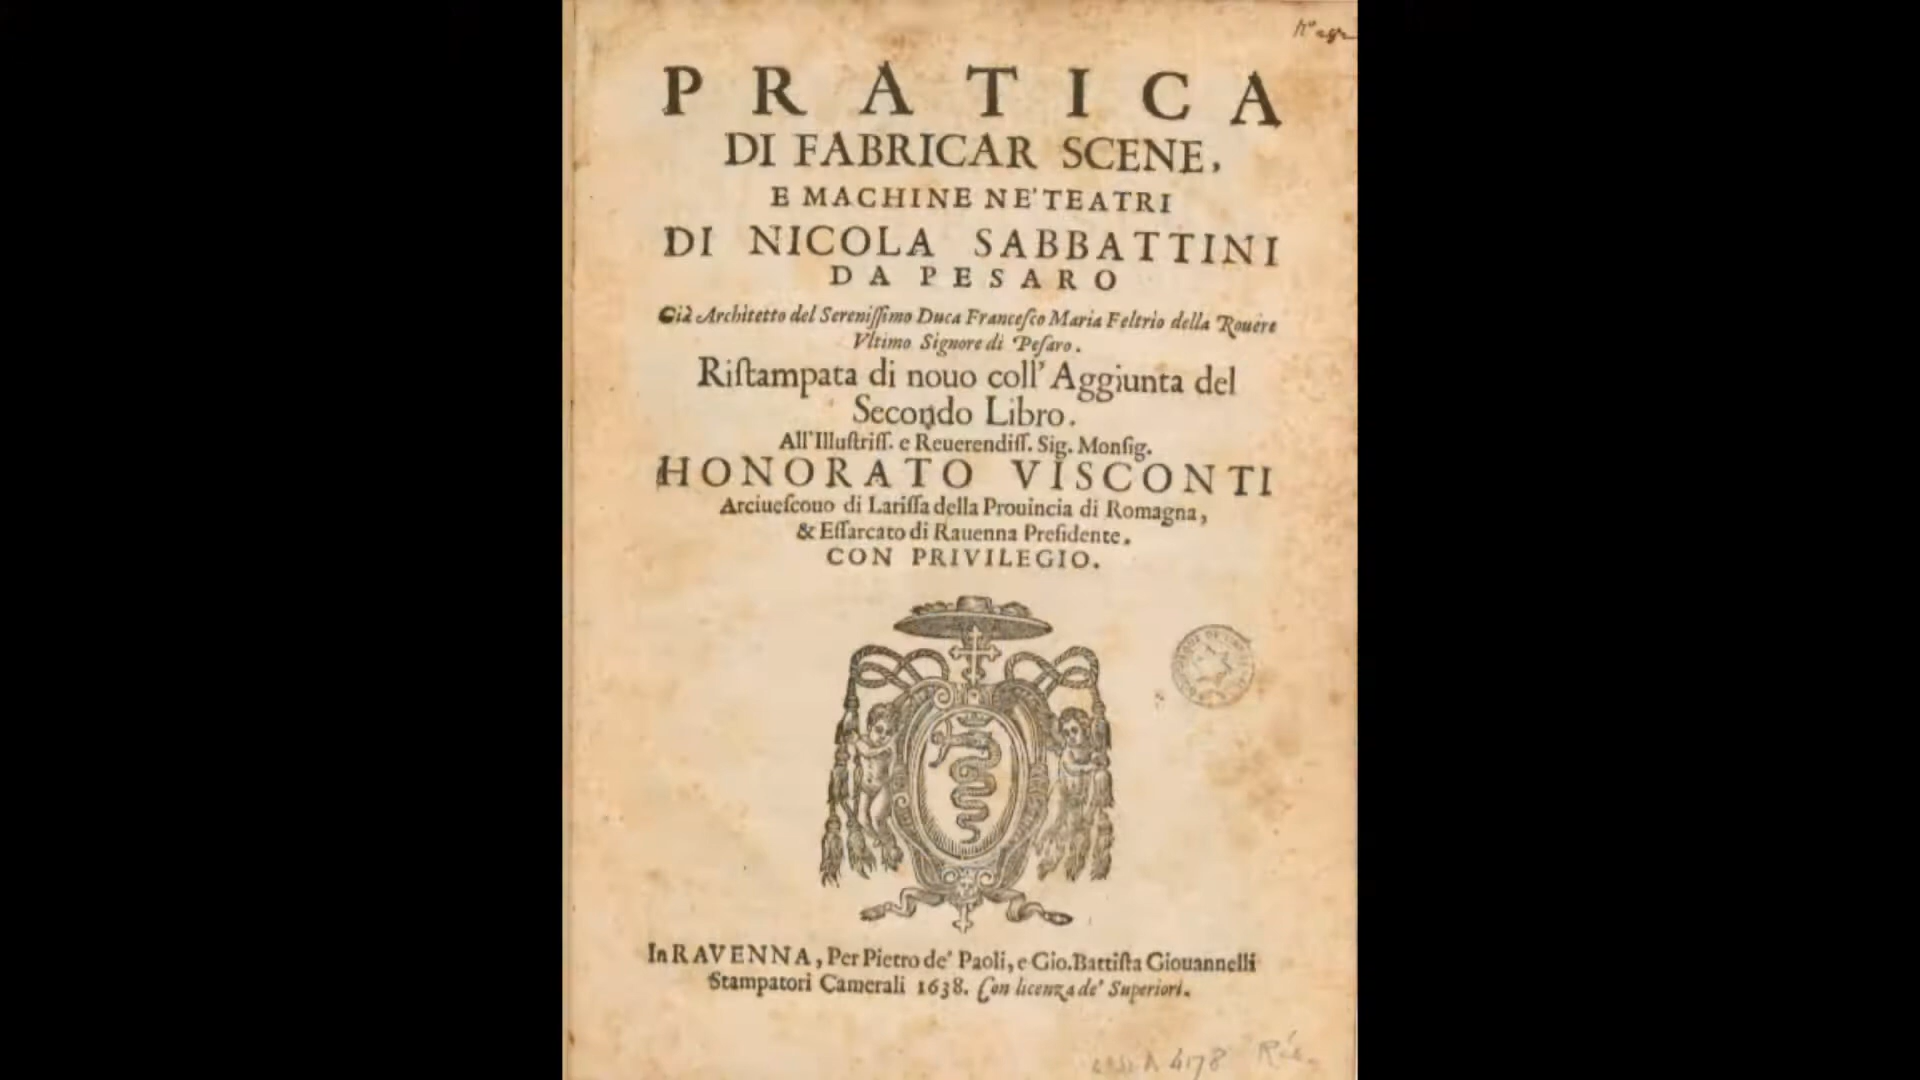 PRATICA
DI FABRICAR SCENE,
E MACHINE NE'TEATRI
DI NICOLA SABBATTINI
DA PESARO
Già Architetto del Sereniſſimo Duca Franceſco Maria Feltrio della Rouere
Vltimo Signore di Peſaro.
Riſtampata di nouo coll'Aggiunta del
Secondo Libro.
All'Illuſtriſſ. e Reuerendiſſ. Sig. Monſig.
HONORATO VISCONTI
Arciueſcouo di Lariſſa della Prouincia di Romagna,
& Eſſarcato di Rauenna Preſidente.
CON PRIVILEGIO.
In RAVENNA, Per Pietro de' Paoli, e Gio. Battiſta Giouannelli
Stampatori Camerali 1638. Con licenza de' Superiori.
4178 Rés.